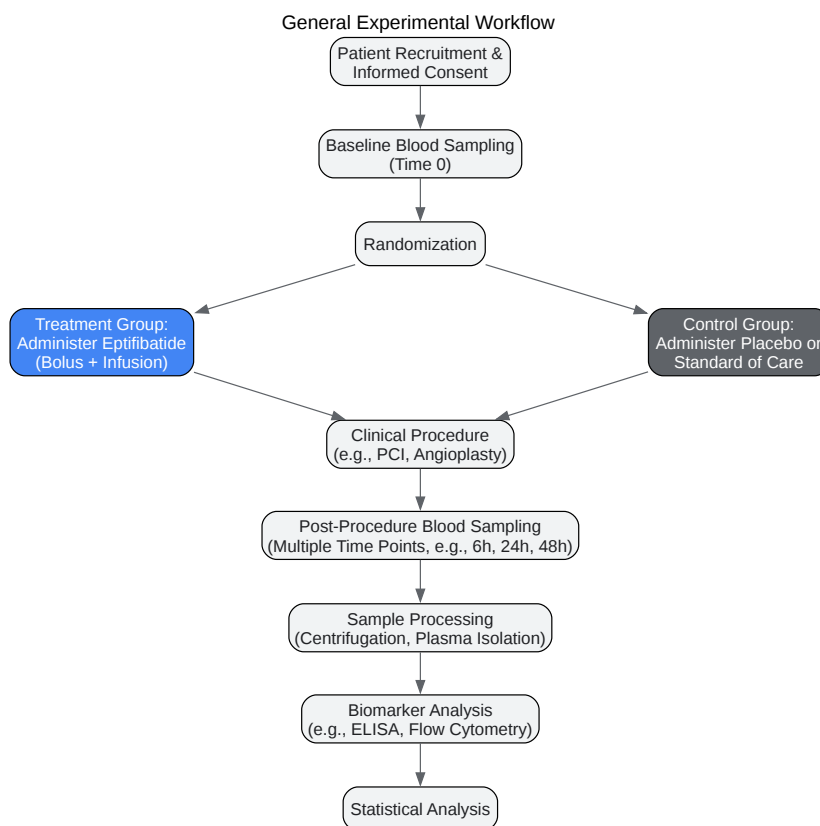 General Experimental Workflow
Patient Recruitment &
Informed Consent
Baseline Blood Sampling
(Time 0)
Randomization
Treatment Group:
Administer Eptifibatide
(Bolus + Infusion)
Control Group:
Administer Placebo or
Standard of Care
Clinical Procedure
(e.g., PCI, Angioplasty)
Post-Procedure Blood Sampling
(Multiple Time Points, e.g., 6h, 24h, 48h)
Sample Processing
(Centrifugation, Plasma Isolation)
Biomarker Analysis
(e.g., ELISA, Flow Cytometry)
Statistical Analysis